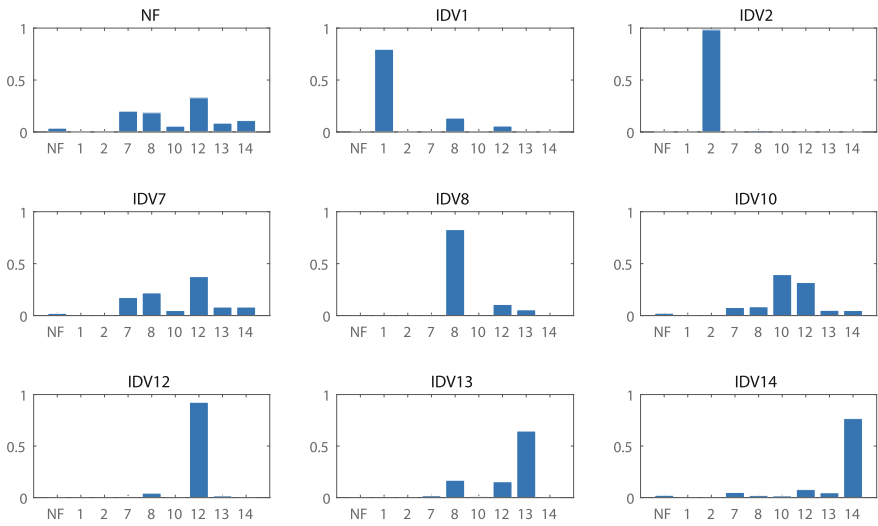 NF IDV1 IDV2
1 1 1
0.5 0.5 0.5
0 0 0
NF 1 2 7 8 10 12 13 14 NF 1 2 7 8 10 12 13 14 NF 1 2 7 8 10 12 13 14
IDV7 IDV8 IDV10
1 1 1
0.5 0.5 0.5
0 0 0
NF 1 2 7 8 10 12 13 14 NF 1 2 7 8 10 12 13 14 NF 1 2 7 8 10 12 13 14
IDV12 IDV13 IDV14
1 1 1
0.5 0.5 0.5
0 0 0
NF 1 2 7 8 10 12 13 14 NF 1 2 7 8 10 12 13 14 NF 1 2 7 8 10 12 13 14